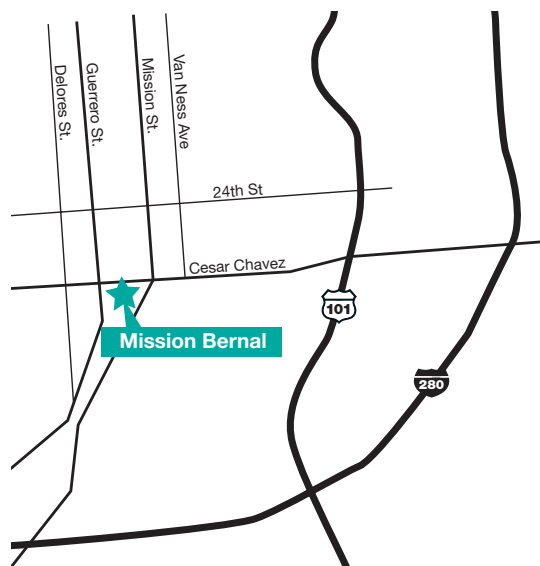 Delores St.
Guerrero St.
Mission St.
Van Ness Ave
24th St
Cesar Chavez
101
Mission Bernal
280